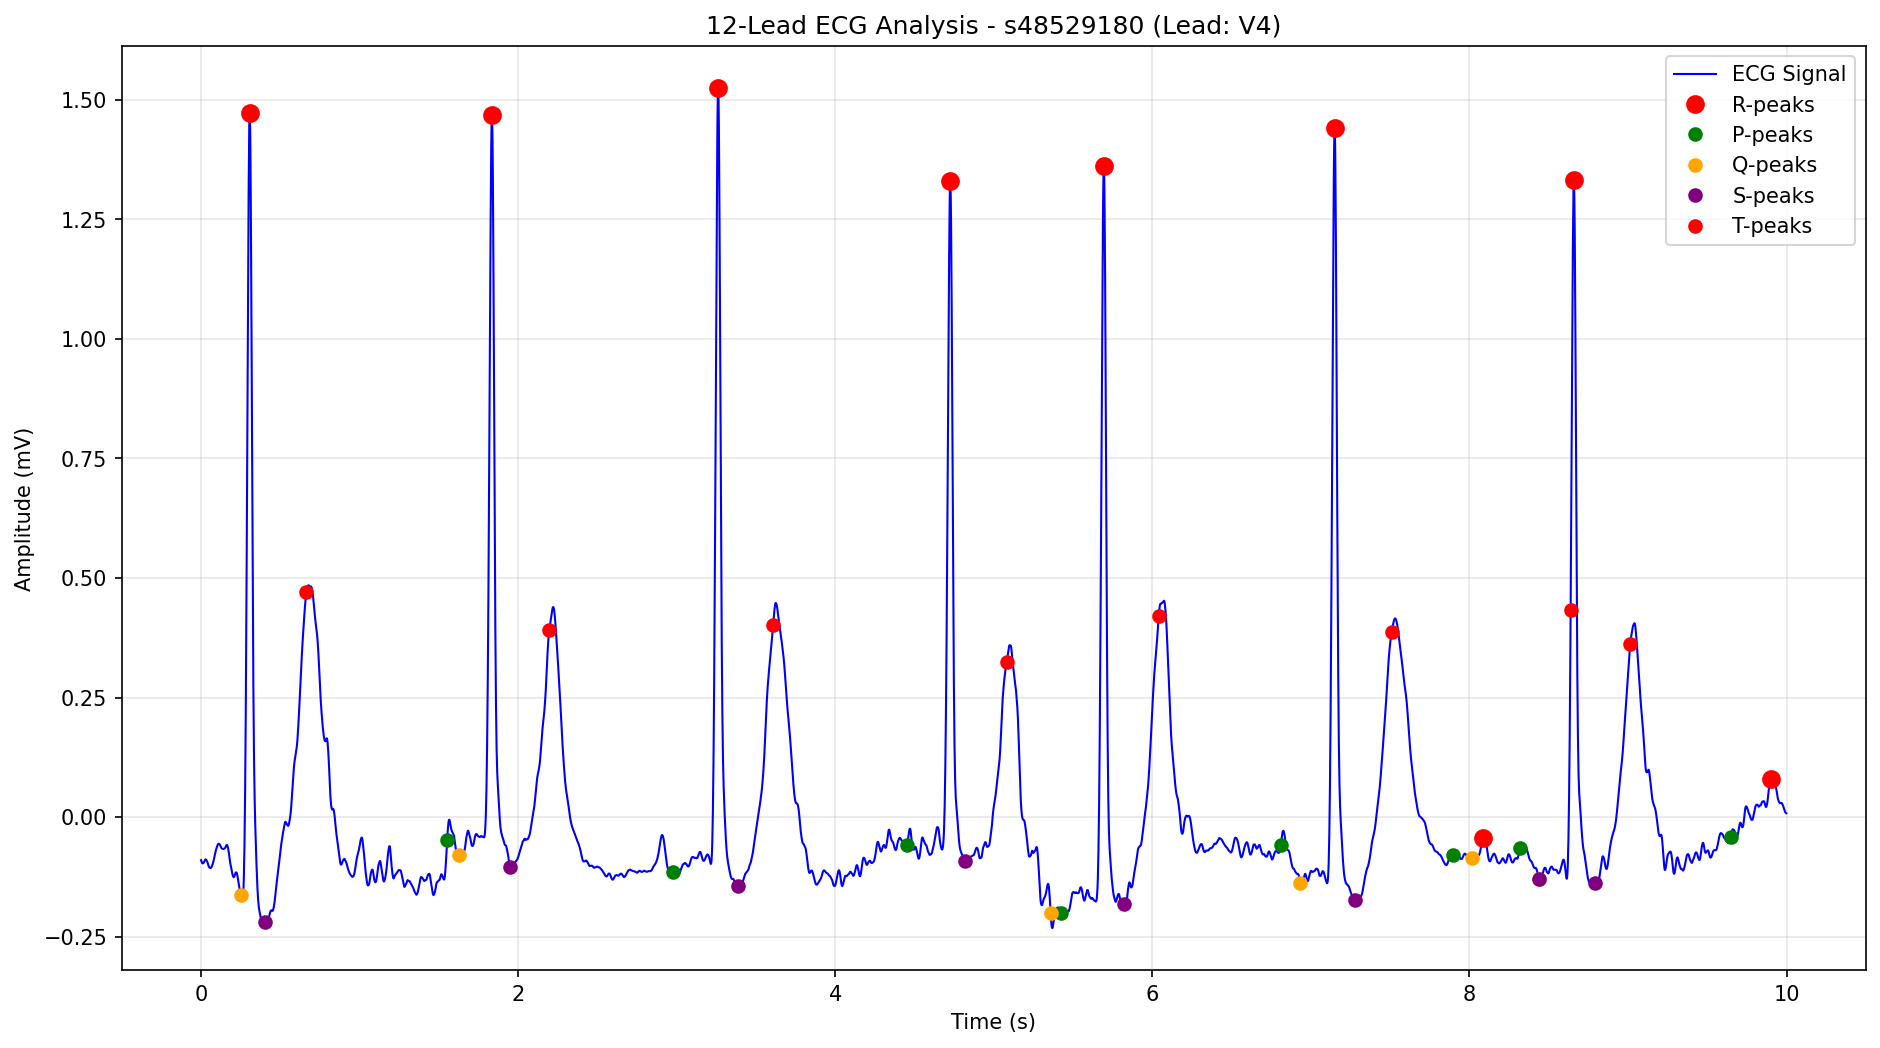 12-Lead ECG Analysis - s48529180 (Lead: V4)
ECG Signal
R-peaks
P-peaks
Q-peaks
S-peaks
T-peaks
Amplitude (mV)
1.50
1.25
1.00
0.75
0.50
0.25
0.00
−0.25
0 2 4 6 8 10
Time (s)